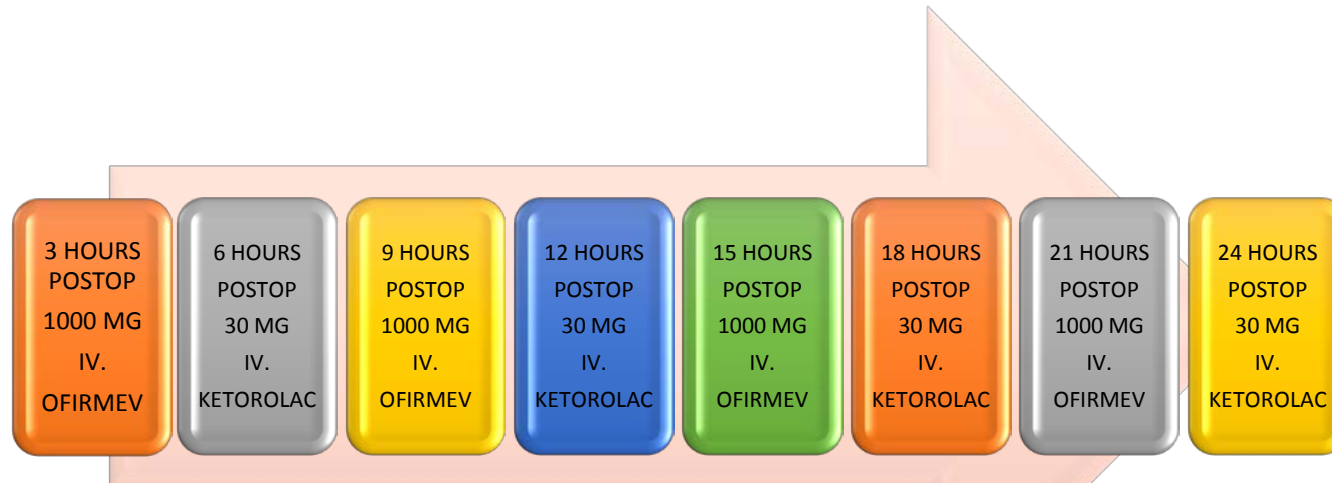 3 HOURS
POSTOP
1000 MG
IV.
OFIRMEV
6 HOURS
POSTOP
30 MG
IV.
KETOROLAC
9 HOURS
POSTOP
1000 MG
IV.
OFIRMEV
12 HOURS
POSTOP
30 MG
IV.
KETOROLAC
15 HOURS
POSTOP
1000 MG
IV.
OFIRMEV
18 HOURS
POSTOP
30 MG
IV.
KETOROLAC
21 HOURS
POSTOP
1000 MG
IV.
OFIRMEV
24 HOURS
POSTOP
30 MG
IV.
KETOROLAC